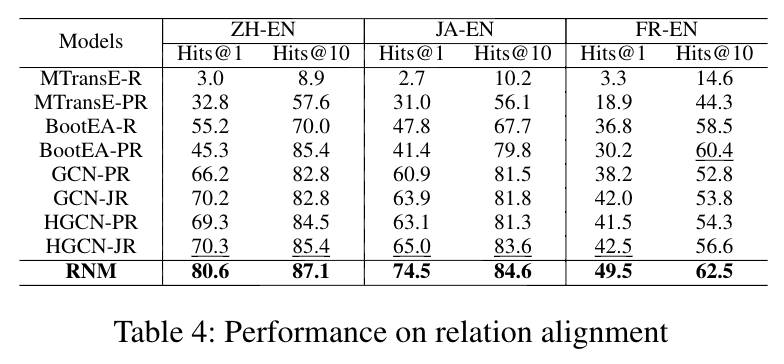 Models ZH-EN JA-EN FR-EN
Hits@1 Hits@10 Hits@1 Hits@10 Hits@1 Hits@10
MTransE-R 3.0 8.9 2.7 10.2 3.3 14.6
MTransE-PR 32.8 57.6 31.0 56.1 18.9 44.3
BootEA-R 55.2 70.0 47.8 67.7 36.8 58.5
BootEA-PR 45.3 85.4 41.4 79.8 30.2 60.4
GCN-PR 66.2 82.8 60.9 81.5 38.2 52.8
GCN-JR 70.2 82.8 63.9 81.8 42.0 53.8
HGCN-PR 69.3 84.5 63.1 81.3 41.5 54.3
HGCN-JR 70.3 85.4 65.0 83.6 42.5 56.6
RNM 80.6 87.1 74.5 84.6 49.5 62.5
Table 4: Performance on relation alignment